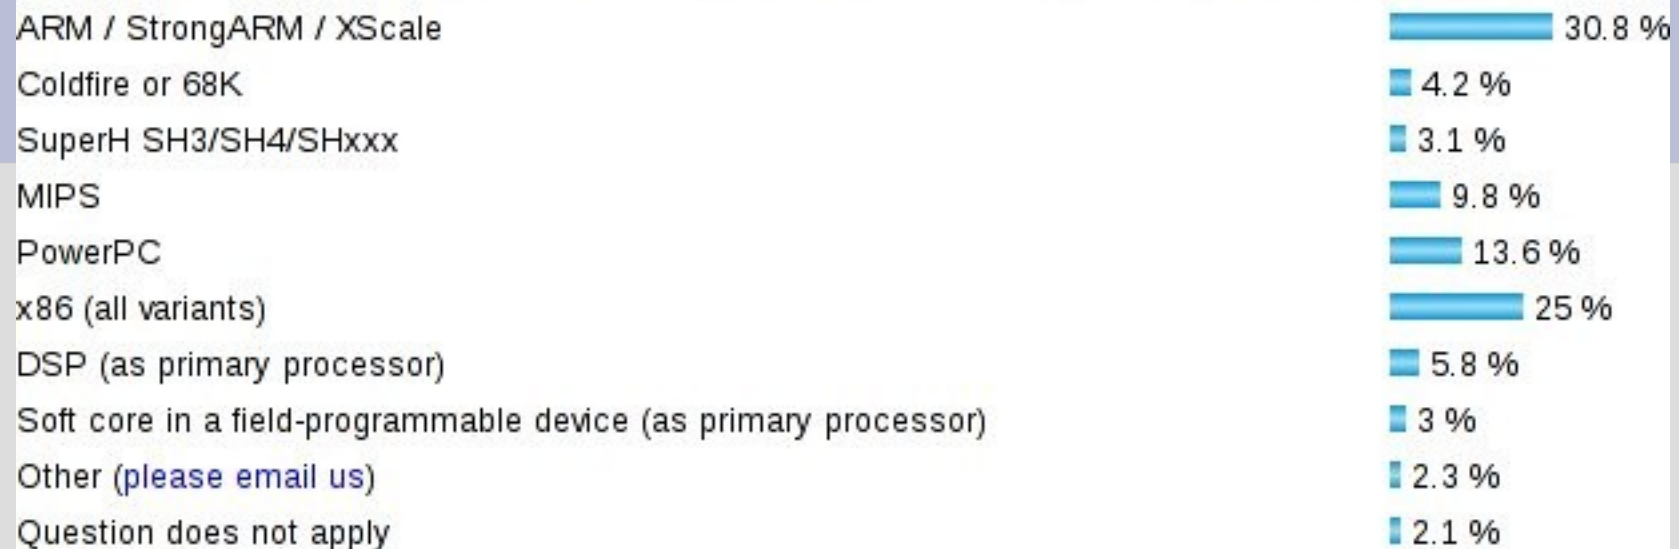 ARM / StrongARM / XScale 30.8 %
Coldfire or 68K 4.2 %
SuperH SH3/SH4/SHxxx 3.1 %
MIPS 9.8 %
PowerPC 13.6 %
x86 (all variants) 25 %
DSP (as primary processor) 5.8 %
Soft core in a field-programmable device (as primary processor) 3 %
Other (please email us) 2.3 %
Question does not apply 2.1 %